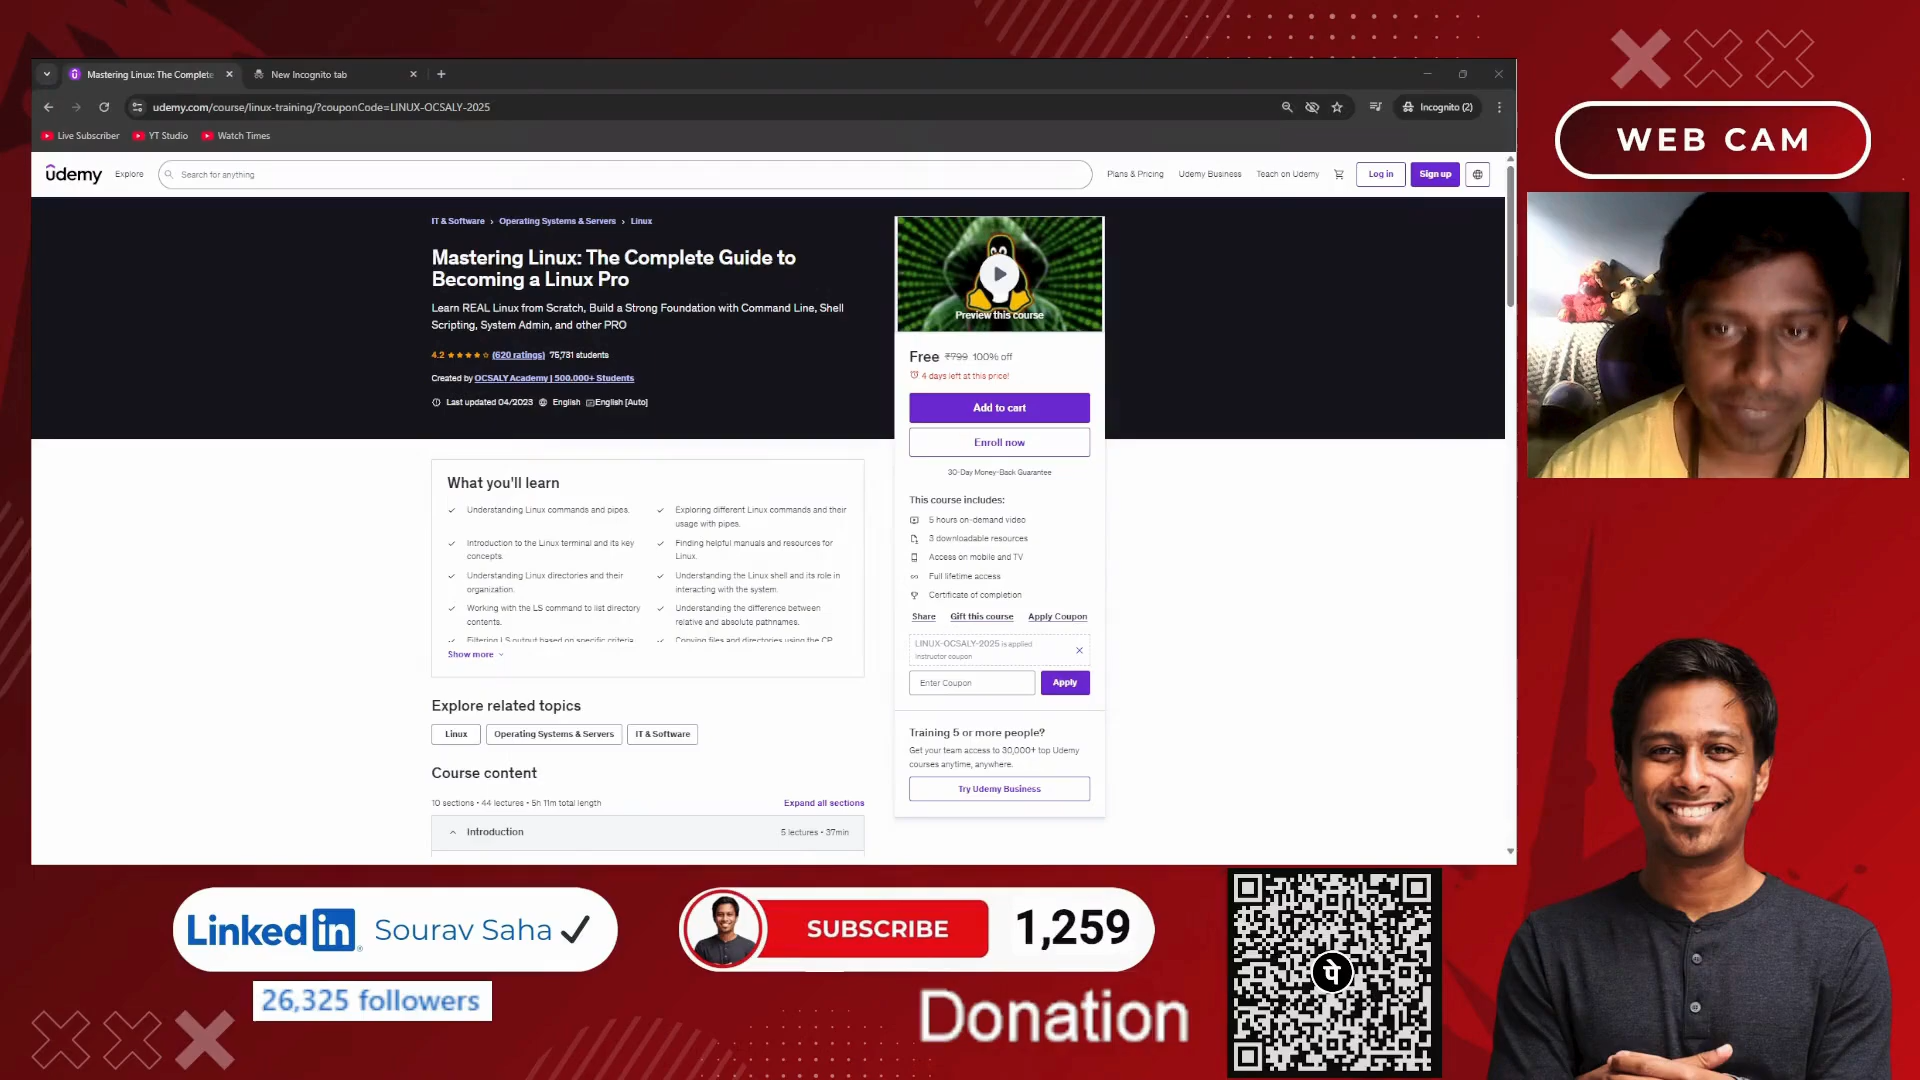 Mastering Linux: The Complete
New Incognito tab
udemy.com/course/linux-training/?couponCode=LINUX-OCSALY-2025
Incognito (2)
Live Subscriber
YT Studio
Watch Times
WEB CAM
udemy
Explore
Search for anything
Plans & Pricing
Udemy Business
Teach on Udemy
Log in
Sign up
IT & Software › Operating Systems & Servers › Linux
Mastering Linux: The Complete Guide to
Becoming a Linux Pro
Learn REAL Linux from Scratch, Build a Strong Foundation with Command Line, Shell
Scripting, System Admin, and other PRO
4.2 (620 ratings) 75,731 students
Created by OCSALY Academy | 500.000+ Students
Last updated 04/2023 English English [Auto]
Preview this course
Free ₹799 100% off
4 days left at this price!
Add to cart
Enroll now
30-Day Money-Back Guarantee
This course includes:
5 hours on-demand video
3 downloadable resources
Access on mobile and TV
Full lifetime access
Certificate of completion
Share Gift this course Apply Coupon
LINUX-OCSALY-2025 is applied
Instructor coupon
Enter Coupon
Apply
Training 5 or more people?
Get your team access to 30,000+ top Udemy
courses anytime, anywhere.
Try Udemy Business
What you'll learn
Understanding Linux commands and pipes.
Introduction to the Linux terminal and its key
concepts.
Understanding Linux directories and their
organization.
Working with the LS command to list directory
contents.
Filtering LS output based on specific criteria
Exploring different Linux commands and their
usage with pipes.
Finding helpful manuals and resources for
Linux.
Understanding the Linux shell and its role in
interacting with the system.
Understanding the difference between
relative and absolute pathnames.
Copying files and directories using the CP
Show more
Explore related topics
Linux
Operating Systems & Servers
IT & Software
Course content
10 sections • 44 lectures • 5h 11m total length
Expand all sections
Introduction
5 lectures • 37min
Linkedin Sourav Saha
26,325 followers
SUBSCRIBE
1,259
Donation
पे